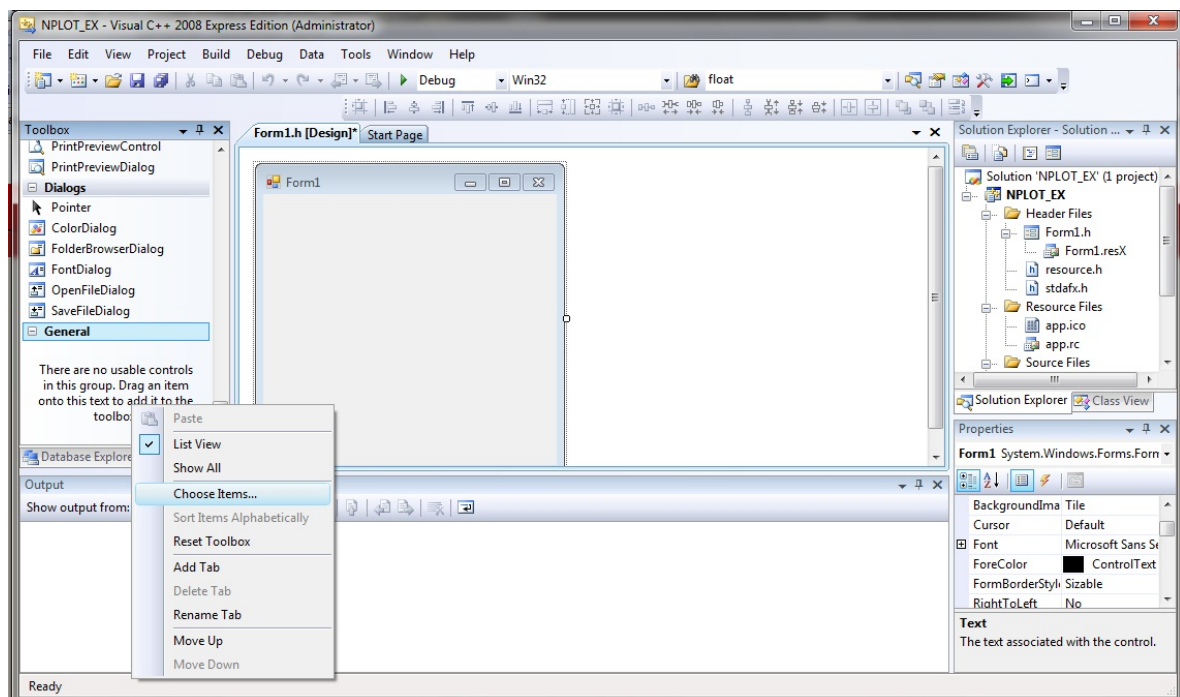 NPLOT_EX - Visual C++ 2008 Express Edition (Administrator)
File Edit View Project Build Debug Data Tools Window Help
Debug Win32 float
Toolbox
PrintPreviewControl
PrintPreviewDialog
Dialogs
Pointer
ColorDialog
FolderBrowserDialog
FontDialog
OpenFileDialog
SaveFileDialog
General
There are no usable controls
in this group. Drag an item
onto this text to add it to the
toolbo
Database Explore
Form1.h [Design]* Start Page
Form1
Paste
List View
Show All
Choose Items...
Sort Items Alphabetically
Reset Toolbox
Add Tab
Delete Tab
Rename Tab
Move Up
Move Down
Output
Show output from:
Solution Explorer - Solution ...
Solution 'NPLOT_EX' (1 project)
NPLOT_EX
Header Files
Form1.h
Form1.resX
resource.h
stdafx.h
Resource Files
app.ico
app.rc
Source Files
Solution Explorer Class View
Properties
Form1 System.Windows.Forms.Forn
BackgroundIma Tile
Cursor Default
Font Microsoft Sans Se
ForeColor ControlText
FormBorderStyl Sizable
RightToLeft No
Text
The text associated with the control.
Ready